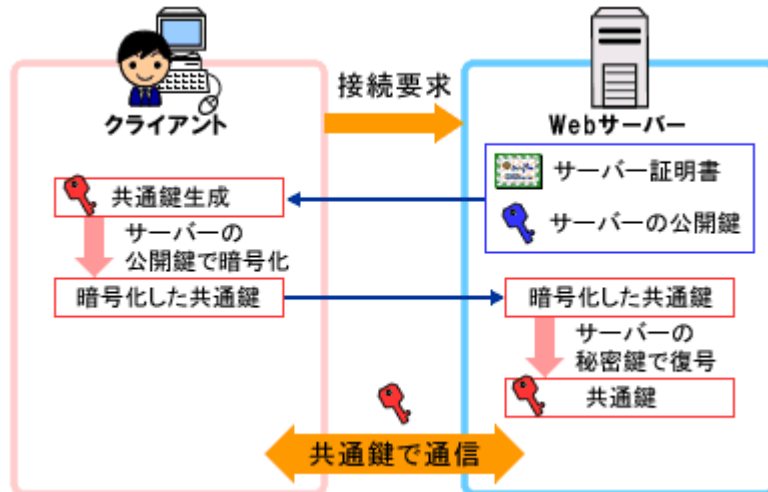 接続要求
クライアント
Webサーバー
サーバー証明書
サーバーの公開鍵
共通鍵生成
サーバーの
公開鍵で暗号化
暗号化した共通鍵
暗号化した共通鍵
サーバーの
秘密鍵で復号
共通鍵
共通鍵で通信